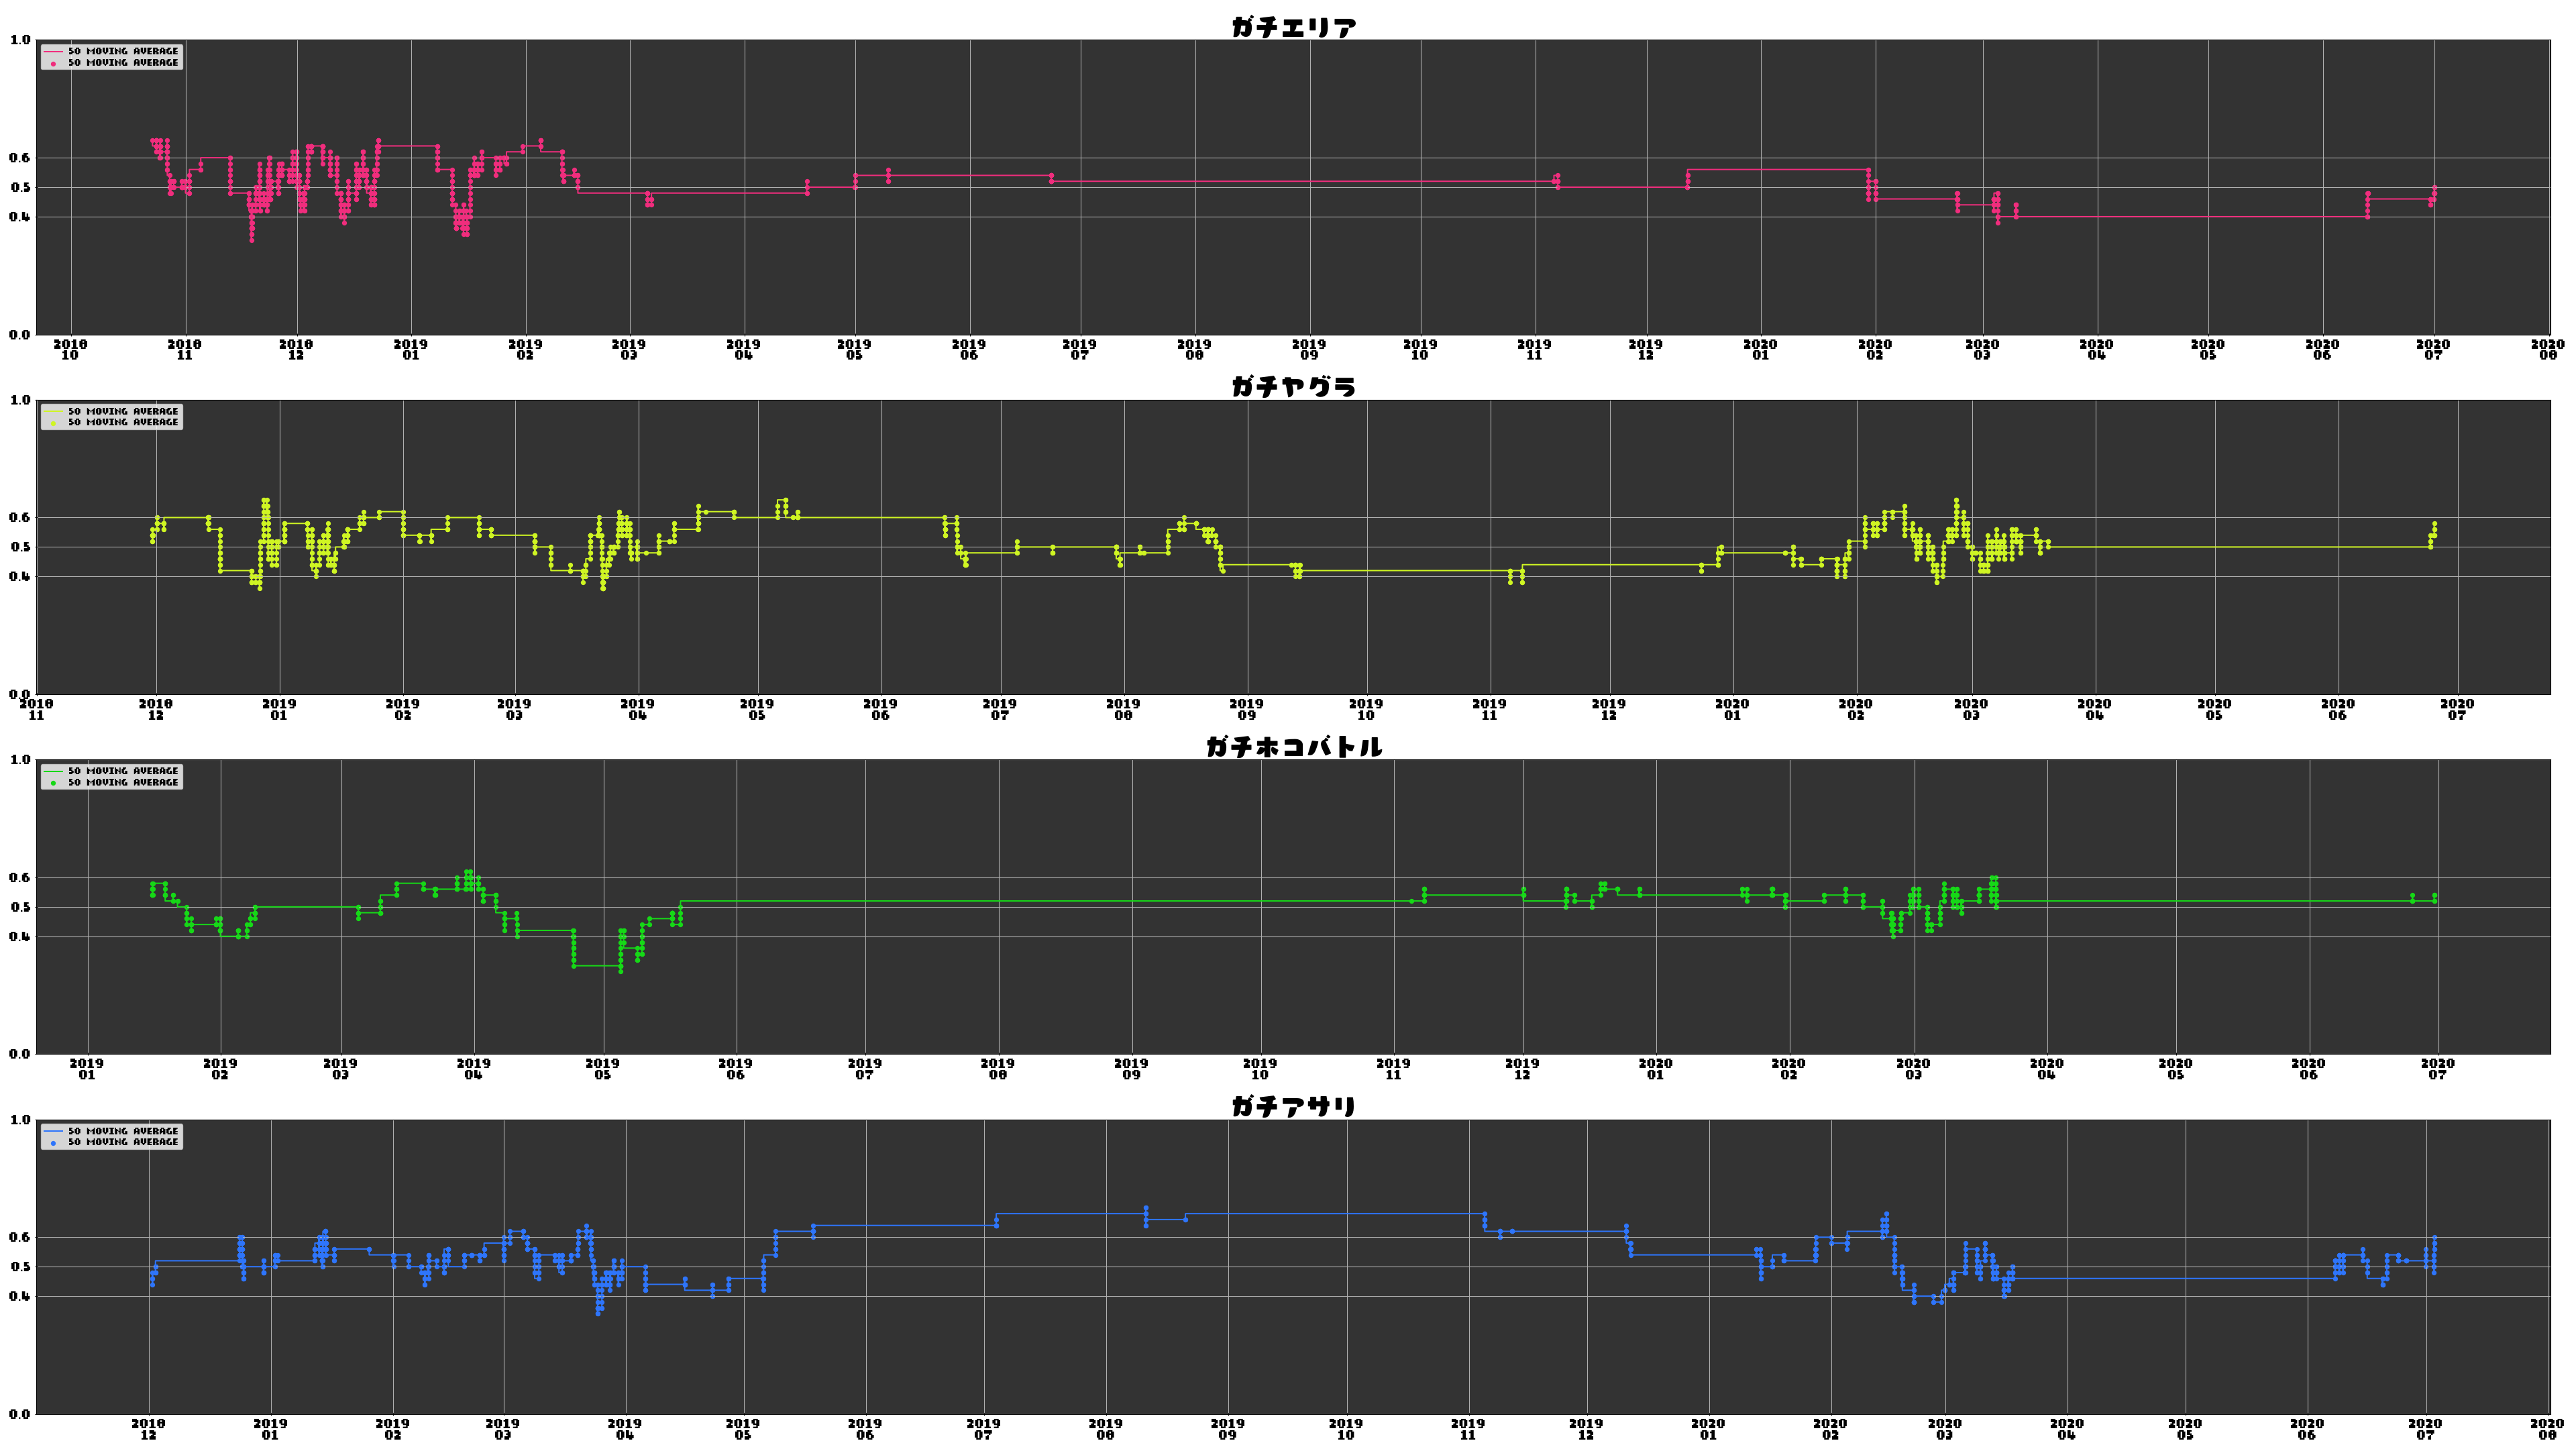 ガチエリア
1.0
50 MOVING AVERAGE
50 MOVING AVERAGE
0.6
0.5
0.4
0.0
2018 2018 2018 2019 2019 2019 2019 2019 2019 2019 2019 2019 2019 2019 2019 2020 2020 2020 2020 2020 2020 2020 2020
10 11 12 01 02 03 04 05 06 07 08 09 10 11 12 01 02 03 04 05 06 07 08
ガチヤグラ
1.0
50 MOVING AVERAGE
50 MOVING AVERAGE
0.6
0.5
0.4
0.0
2018 2018 2019 2019 2019 2019 2019 2019 2019 2019 2019 2019 2019 2019 2020 2020 2020 2020 2020 2020 2020
11 12 01 02 03 04 05 06 07 08 09 10 11 12 01 02 03 04 05 06 07
ガチホコバトル
1.0
50 MOVING AVERAGE
50 MOVING AVERAGE
0.6
0.5
0.4
0.0
2019 2019 2019 2019 2019 2019 2019 2019 2019 2019 2019 2019 2020 2020 2020 2020 2020 2020 2020
01 02 03 04 05 06 07 08 09 10 11 12 01 02 03 04 05 06 07
ガチアサリ
1.0
50 MOVING AVERAGE
50 MOVING AVERAGE
0.6
0.5
0.4
0.0
2018 2019 2019 2019 2019 2019 2019 2019 2019 2019 2019 2019 2019 2020 2020 2020 2020 2020 2020 2020 2020
12 01 02 03 04 05 06 07 08 09 10 11 12 01 02 03 04 05 06 07 08